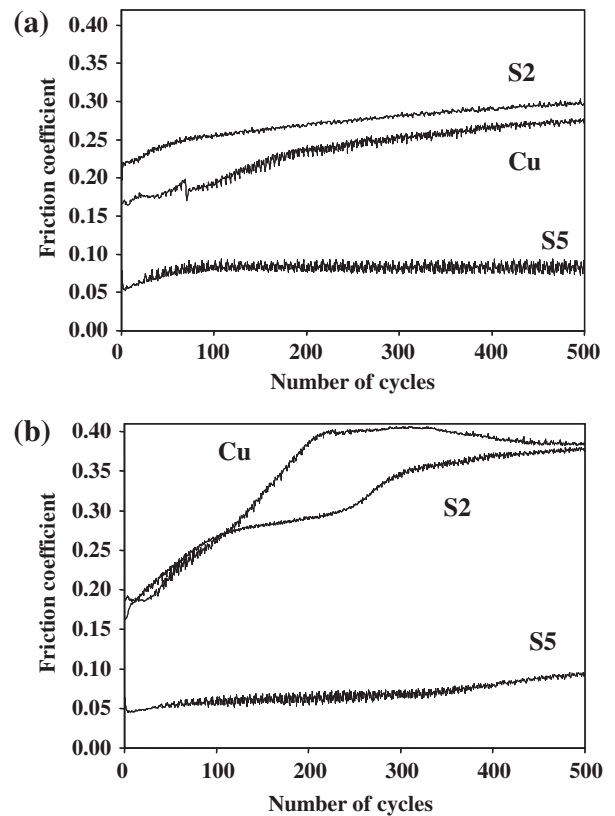 (a)
Friction coefficient
0.40
0.35
0.30
0.25
0.20
0.15
0.10
0.05
0.00
S2
Cu
S5
0 100 200 300 400 500
Number of cycles
(b)
Friction coefficient
0.40
0.35
0.30
0.25
0.20
0.15
0.10
0.05
0.00
Cu
S2
S5
0 100 200 300 400 500
Number of cycles